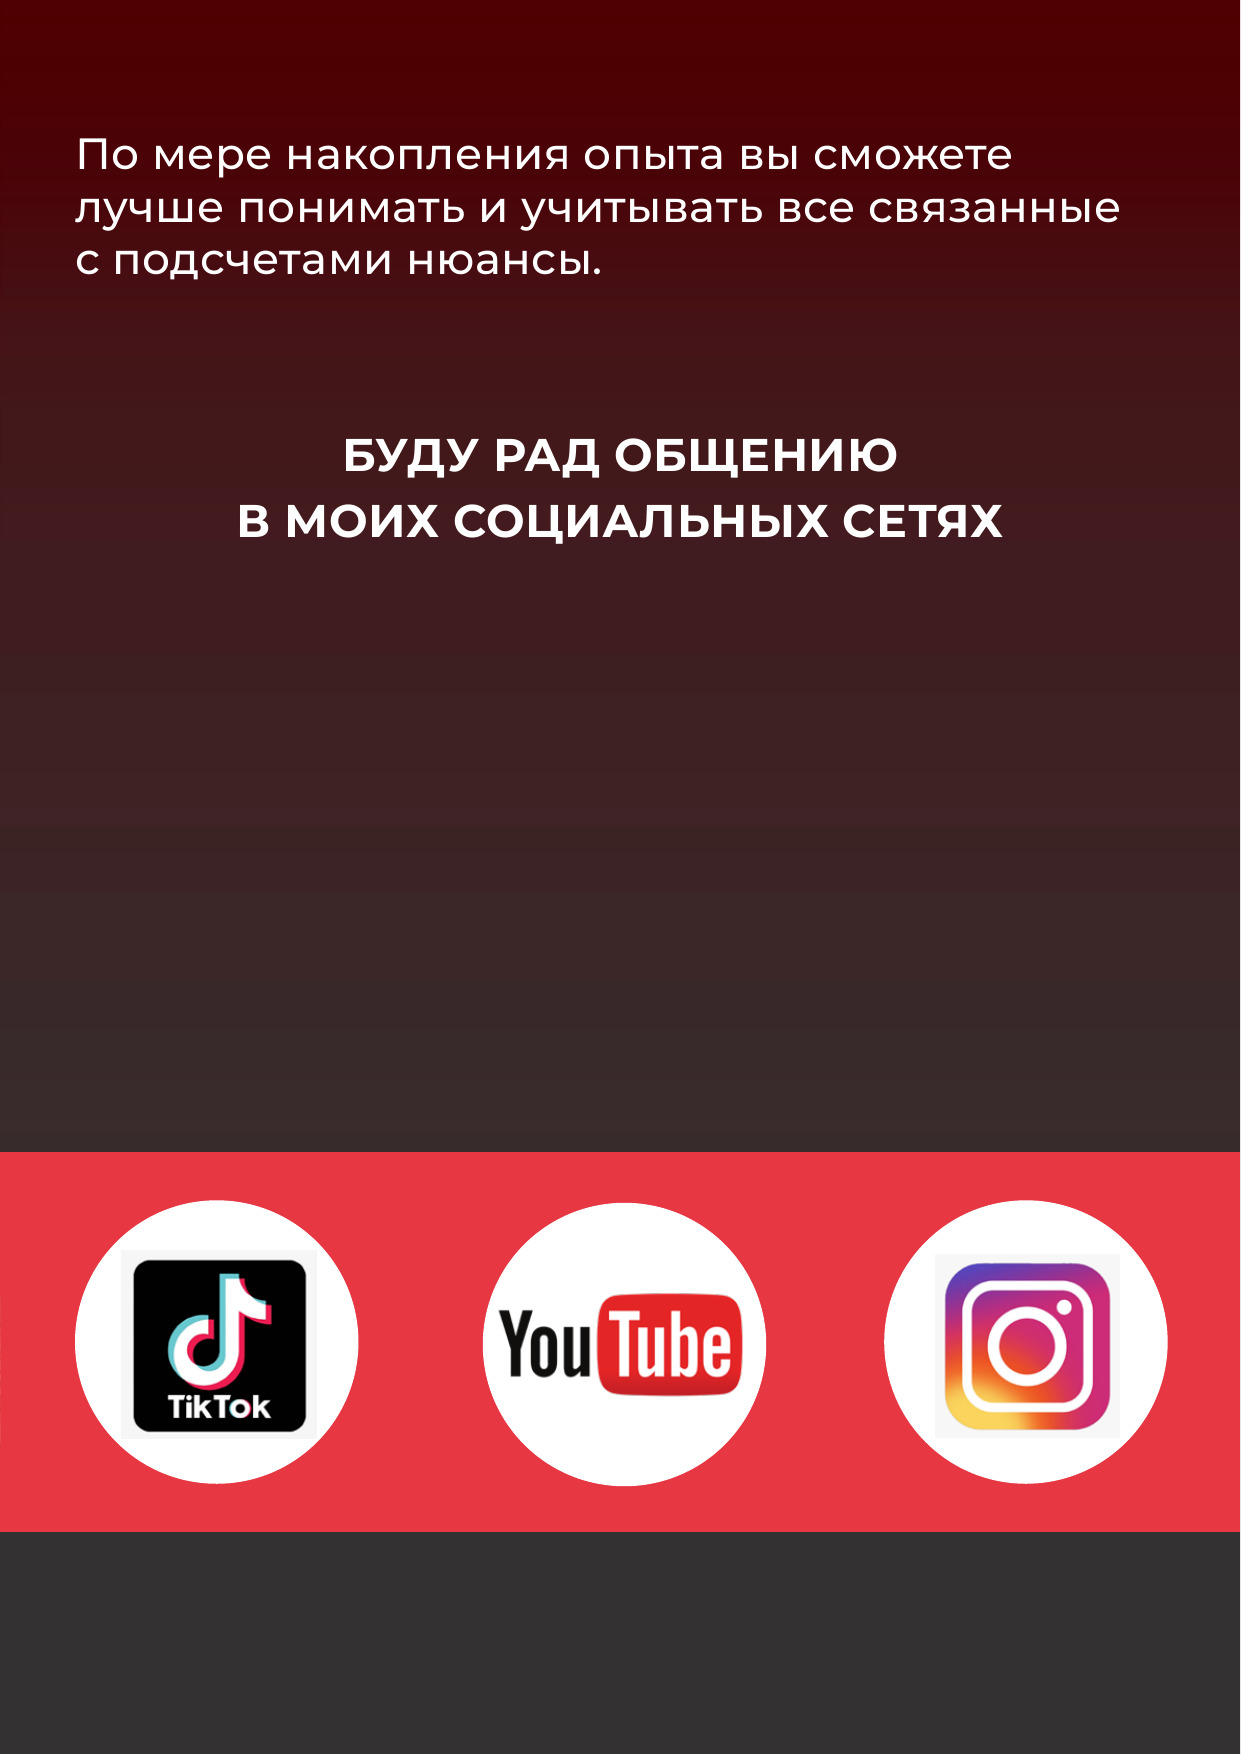 По мере накопления опыта вы сможете
лучше понимать и учитывать все связанные
с подсчетами нюансы.
БУДУ РАД ОБЩЕНИЮ
В МОИХ СОЦИАЛЬНЫХ СЕТЯХ
TikTok
YouTube